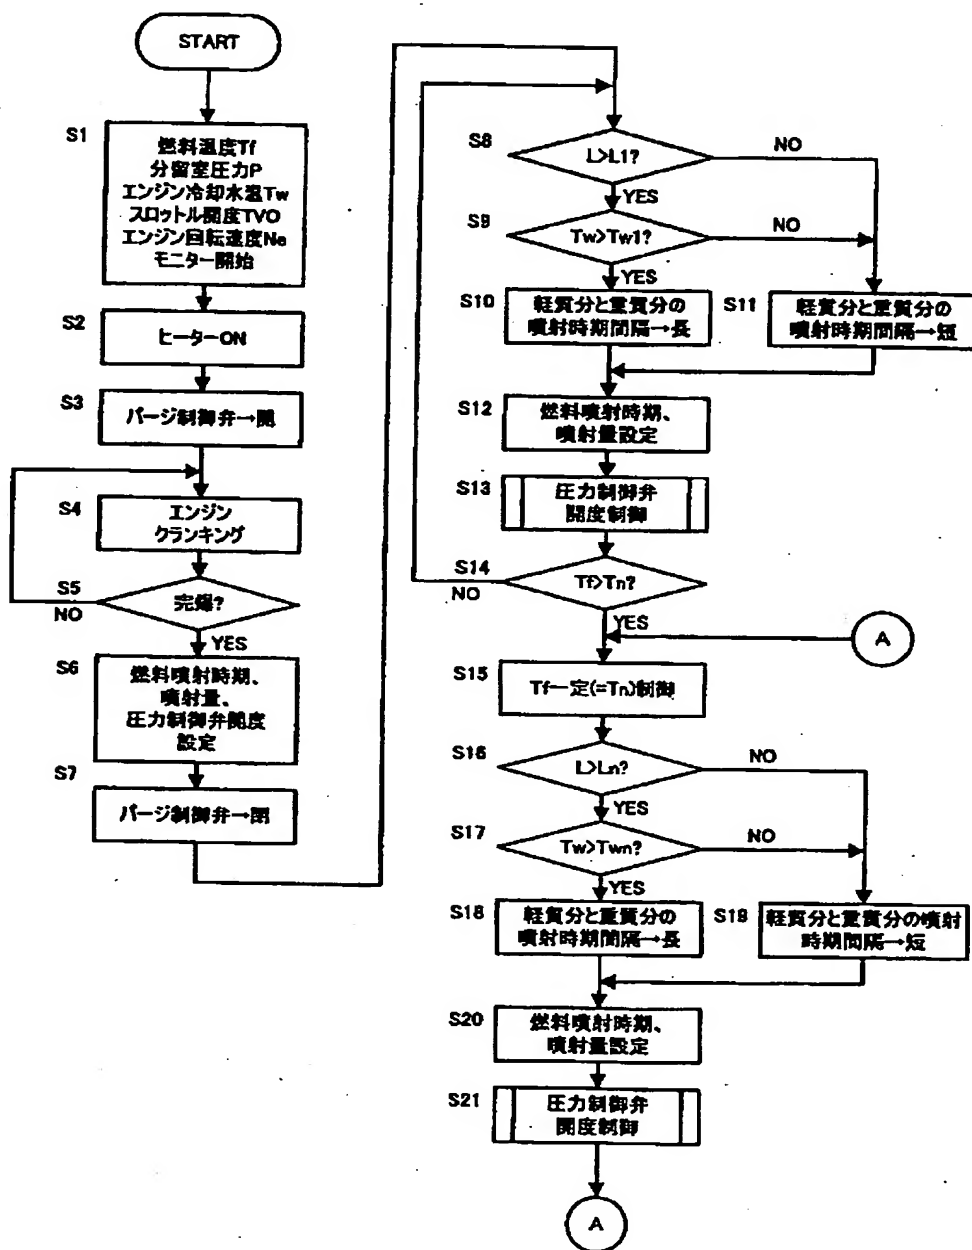 START
S1
燃料温度Tf
分留室圧力P
エンジン冷却水温Tw
スロットル開度TVO
エンジン回転速度Ne
モニター開始
S2
ヒーターON
S3
パージ制御弁→開
S4
エンジン
クランキング
S5
完爆?
NO
YES
S6
燃料噴射時期、
噴射量、
圧力制御弁開度
設定
S7
パージ制御弁→閉
S8
L>L1?
NO
YES
S9
Tw>Tw1?
NO
YES
S10
軽質分と重質分の
噴射時期間隔→長
S11
軽質分と重質分の
噴射時期間隔→短
S12
燃料噴射時期、
噴射量設定
S13
圧力制御弁
開度制御
S14
Tf>Tn?
NO
YES
A
S15
Tf一定(=Tn)制御
S16
L>Ln?
NO
YES
S17
Tw>Twn?
NO
YES
S18
軽質分と重質分の
噴射時期間隔→長
S19
軽質分と重質分の噴射
時期間隔→短
S20
燃料噴射時期、
噴射量設定
S21
圧力制御弁
開度制御
A